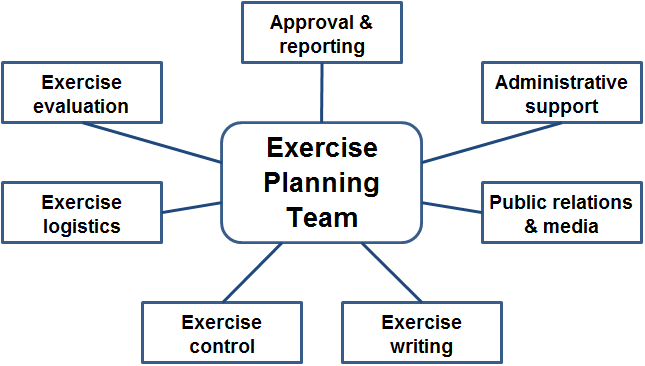 Approval &
reporting
Exercise
evaluation
Administrative
support
Exercise
Planning
Team
Exercise
logistics
Public relations
& media
Exercise
control
Exercise
writing